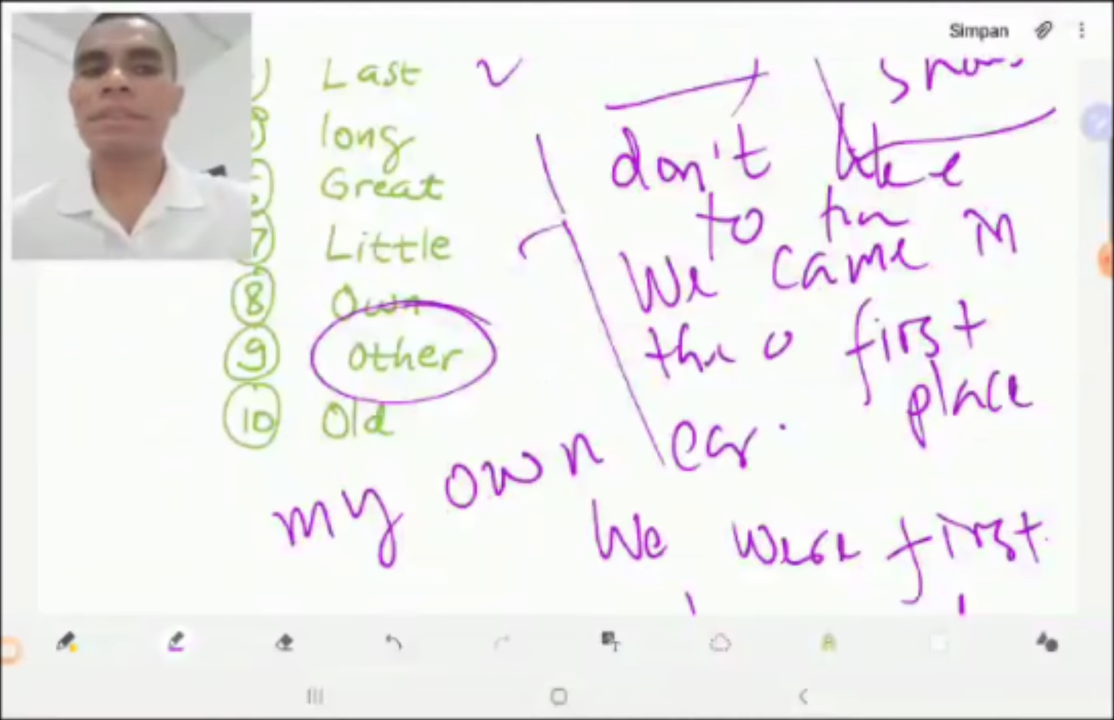 Simpan
Last
long
Great
7 Little
8 Own
9 other
10 Old
don't like
to
We came in
the first
place
my own car.
We were first.